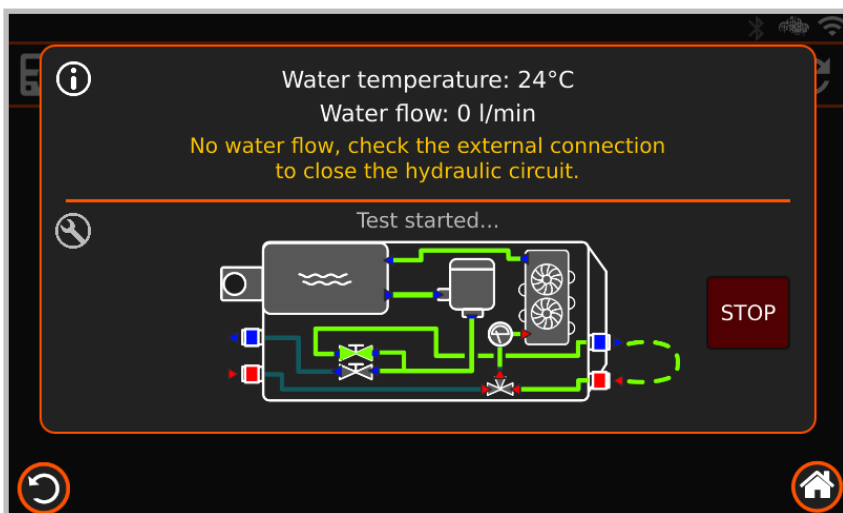 Water temperature: 24°C
Water flow: 0 l/min
No water flow, check the external connection
to close the hydraulic circuit.
Test started...
STOP